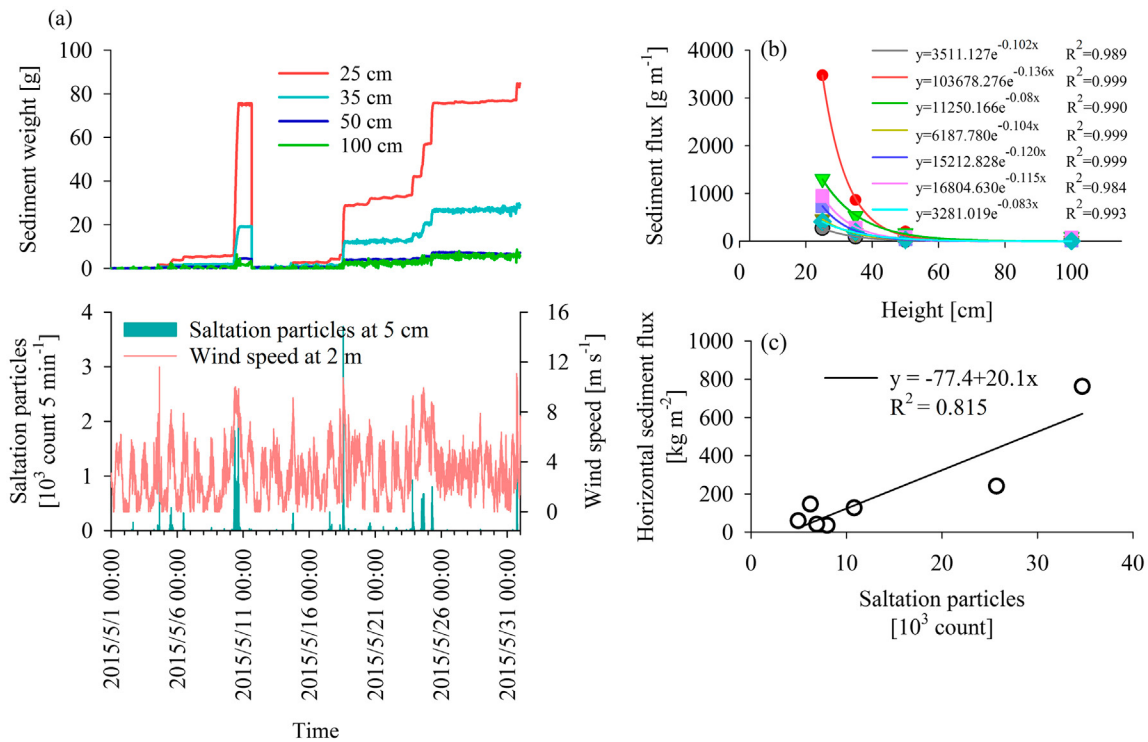 (a)
Sediment weight [g]
100
80
60
40
20
0
25 cm
35 cm
50 cm
100 cm
Saltation particles
[10³ count 5 min⁻¹]
4
3
2
1
0
Saltation particles at 5 cm
Wind speed at 2 m
16
12
8
4
0
Wind speed [m s⁻¹]
2015/5/1 00:00
2015/5/6 00:00
2015/5/11 00:00
2015/5/16 00:00
2015/5/21 00:00
2015/5/26 00:00
2015/5/31 00:00
Time
(b)
Sediment flux [g m⁻¹]
4000
3000
2000
1000
0
y=3511.127e^-0.102x R²=0.989
y=103678.276e^-0.136x R²=0.999
y=11250.166e^-0.08x R²=0.990
y=6187.780e^-0.104x R²=0.999
y=15212.828e^-0.120x R²=0.999
y=16804.630e^-0.115x R²=0.984
y=3281.019e^-0.083x R²=0.993
0 20 40 60 80 100
Height [cm]
(c)
Horizontal sediment flux
[kg m⁻²]
1000
800
600
400
200
0
y = -77.4+20.1x
R² = 0.815
0 10 20 30 40
Saltation particles
[10³ count]